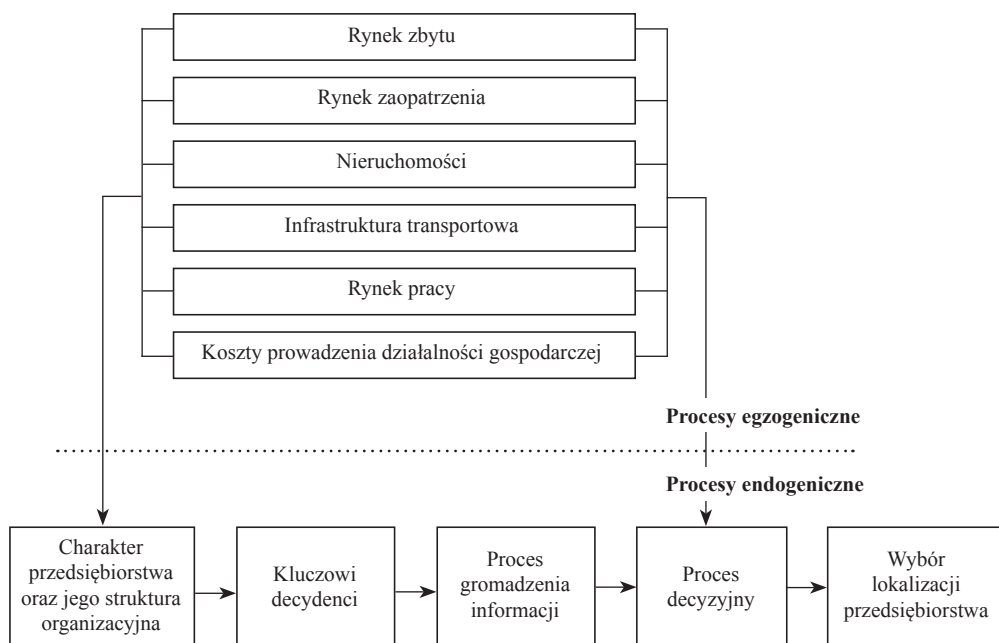 Rynek zbytu
Rynek zaopatrzenia
Nieruchomości
Infrastruktura transportowa
Rynek pracy
Koszty prowadzenia działalności gospodarczej
Procesy egzogeniczne
Procesy endogeniczne
Charakter
przedsiębiorstwa
oraz jego struktura
organizacyjna
Kluczowi
decydenci
Proces
gromadzenia
informacji
Proces
decyzyjny
Wybór
lokalizacji
przedsiębiorstwa